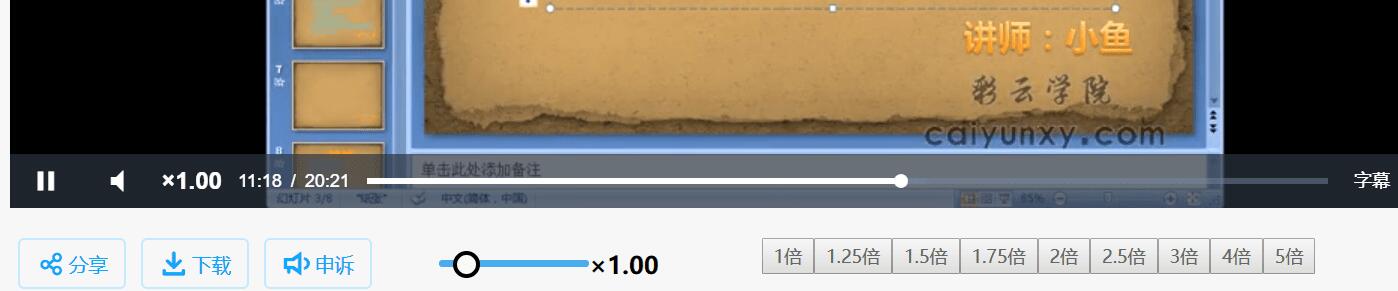 讲师：小鱼
彩云学院
caiyunxy.com
7
8
单击此处添加备注
×1.00 11:18 / 20:21 字幕
幻灯片 3/8 "纸张" 中文(简体，中国) 65%
分享 下载 申诉 ×1.00 1倍 1.25倍 1.5倍 1.75倍 2倍 2.5倍 3倍 4倍 5倍